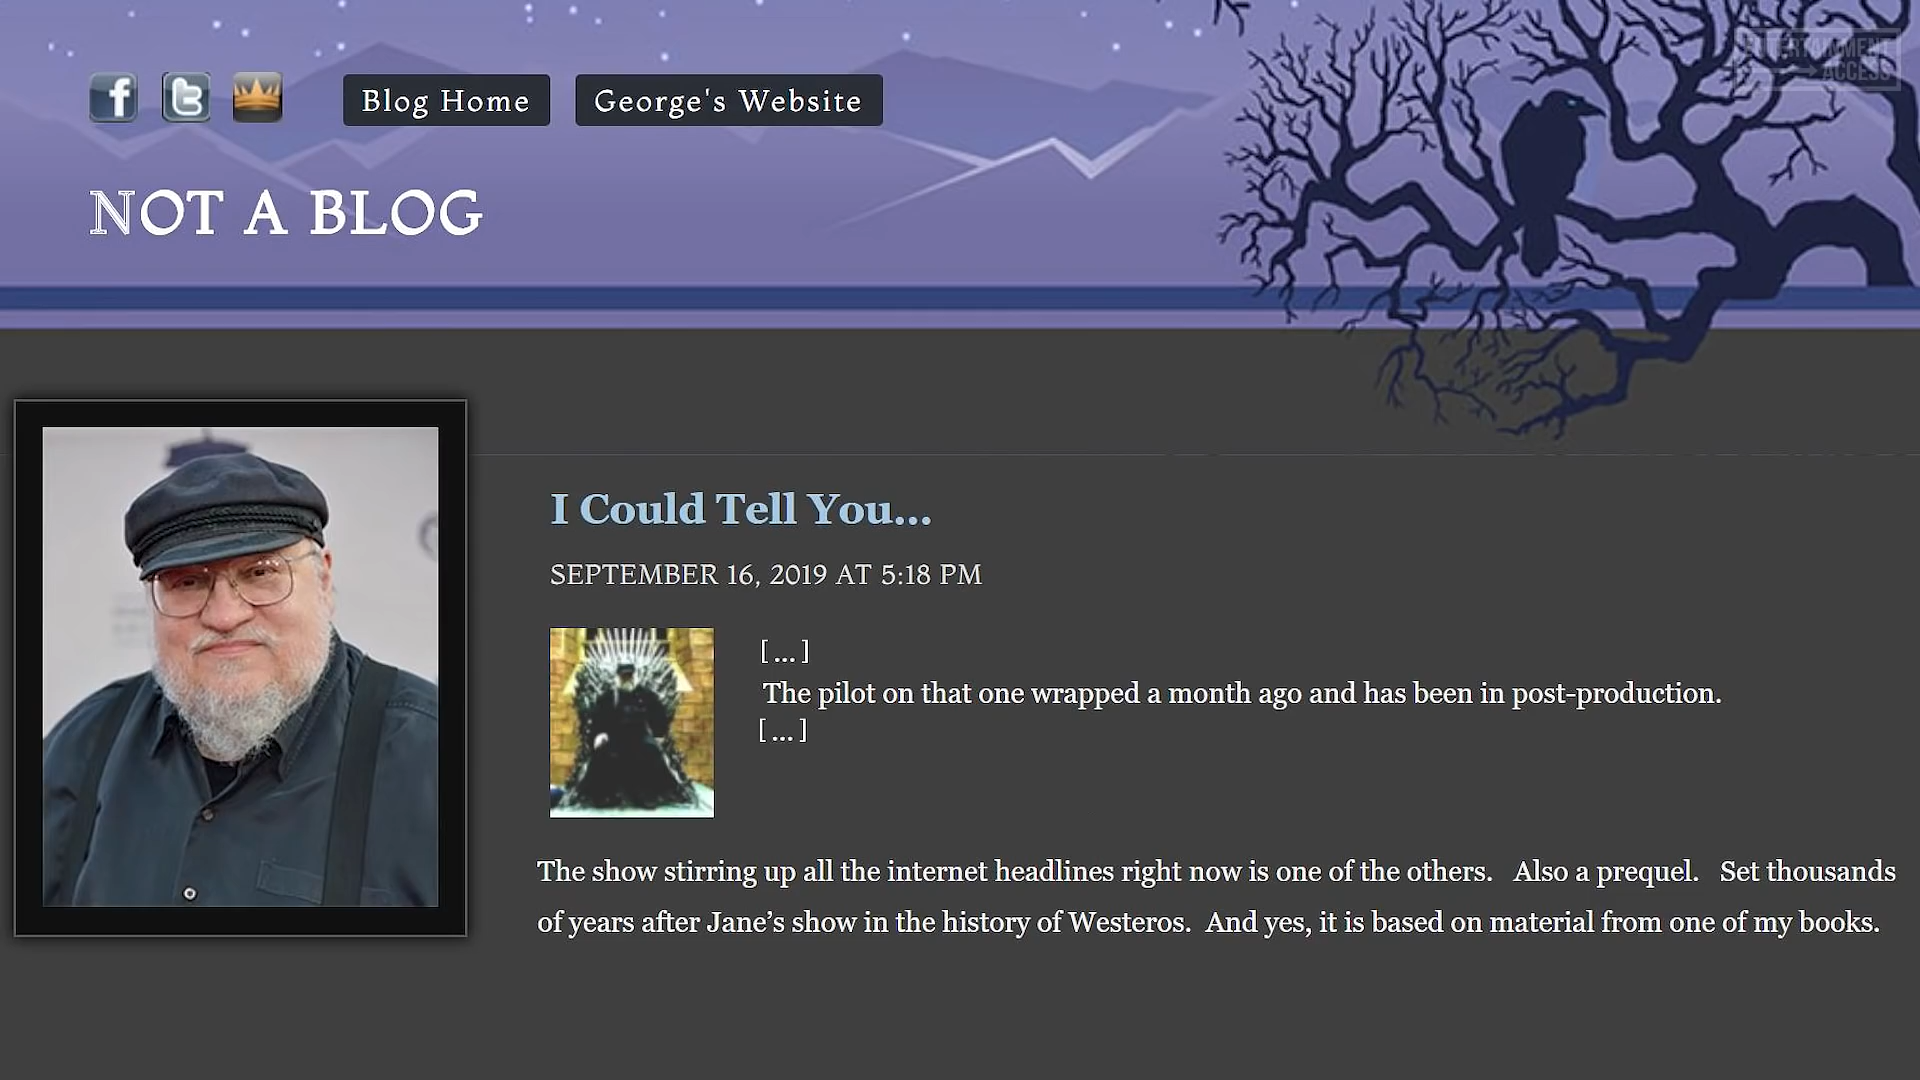 ENTERTAINMENT
ACCESS
Blog Home
George's Website
NOT A BLOG
I Could Tell You...
SEPTEMBER 16, 2019 AT 5:18 PM
[ ... ]
The pilot on that one wrapped a month ago and has been in post-production.
[ ... ]
The show stirring up all the internet headlines right now is one of the others. Also a prequel. Set thousands
of years after Jane’s show in the history of Westeros. And yes, it is based on material from one of my books.